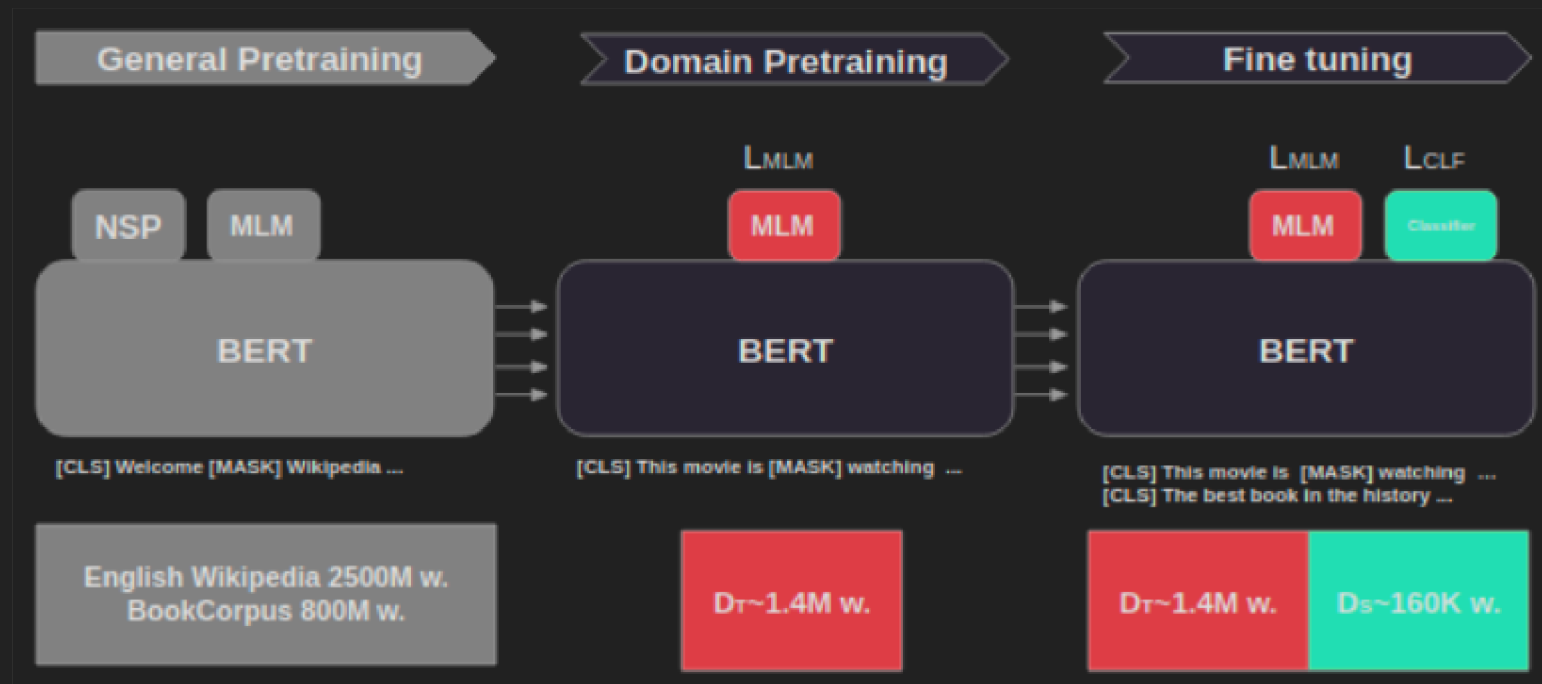 General Pretraining
Domain Pretraining
Fine tuning
LMLM
LMLM
LCLF
NSP
MLM
MLM
MLM
Classifier
BERT
BERT
BERT
[CLS] Welcome [MASK] Wikipedia ...
[CLS] This movie is [MASK] watching ...
[CLS] This movie is [MASK] watching ...
[CLS] The best book in the history ...
English Wikipedia 2500M w.
BookCorpus 800M w.
DT~1.4M w.
DT~1.4M w.
DS~160K w.